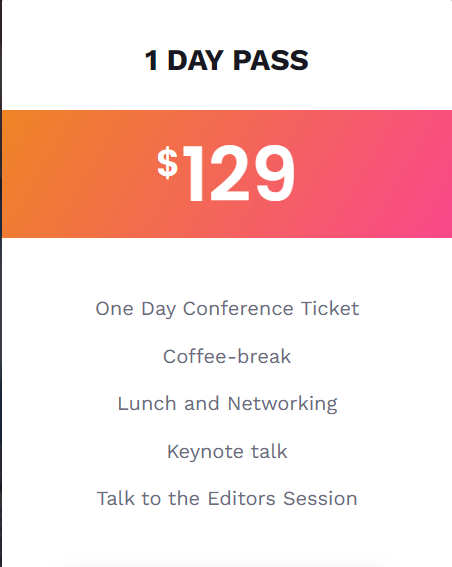 1 DAY PASS
$129
One Day Conference Ticket
Coffee-break
Lunch and Networking
Keynote talk
Talk to the Editors Session